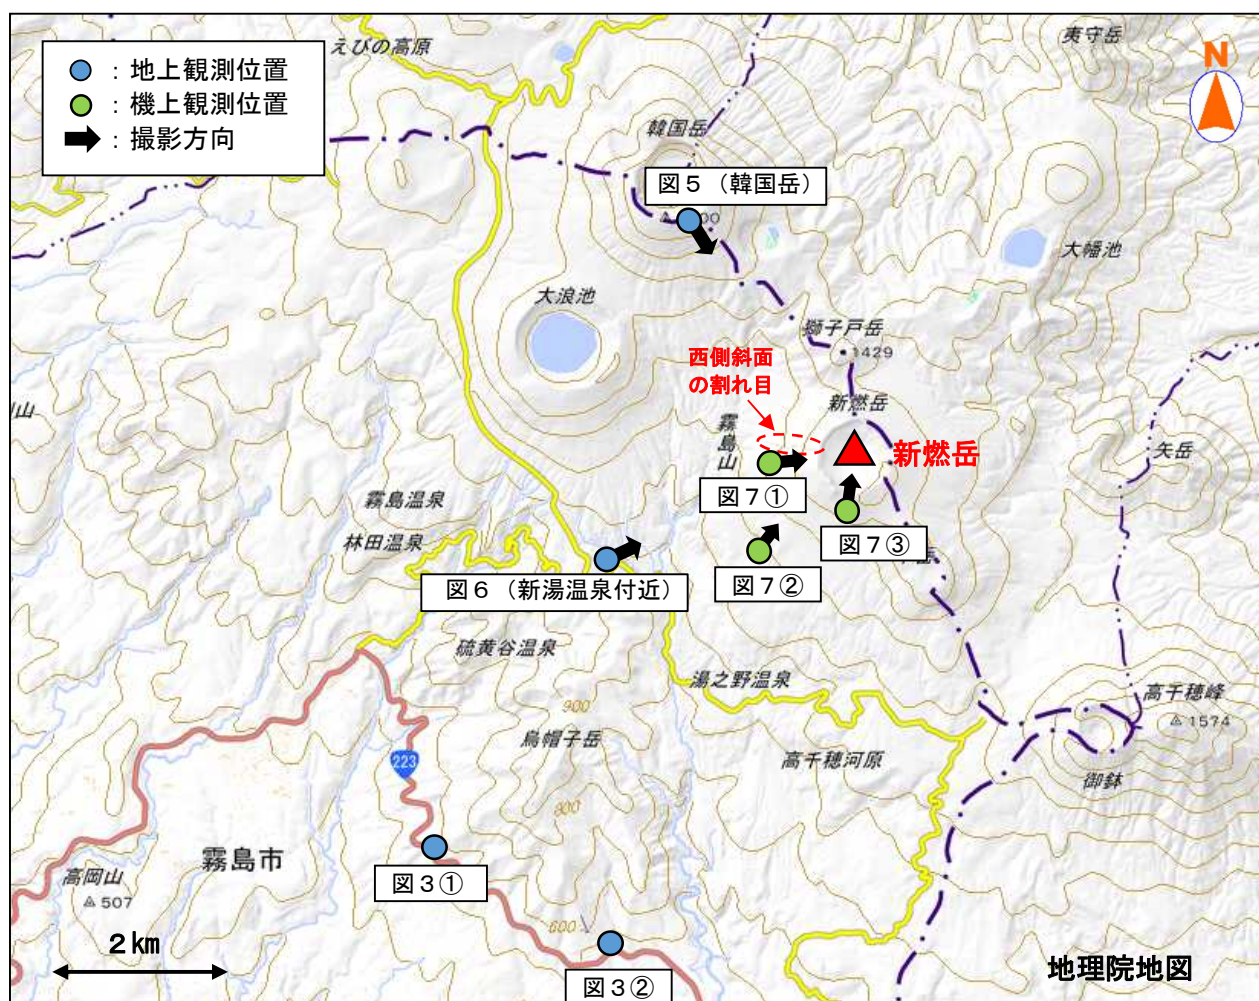 ：地上観測位置
：機上観測位置
：撮影方向
えびの高原
夷守岳
N
韓国岳
図５（韓国岳）
大幡池
大浪池
獅子戸岳
1429
西側斜面
の割れ目
新燃岳
霧島山
新燃岳
矢岳
図７①
霧島温泉
林田温泉
図７③
図７②
図６（新湯温泉付近）
硫黄谷温泉
湯之野温泉
高千穂峰
1574
900
烏帽子岳
223
高千穂河原
御鉢
800
霧島市
高岡山
507
図３①
600
2km
図３②
地理院地図